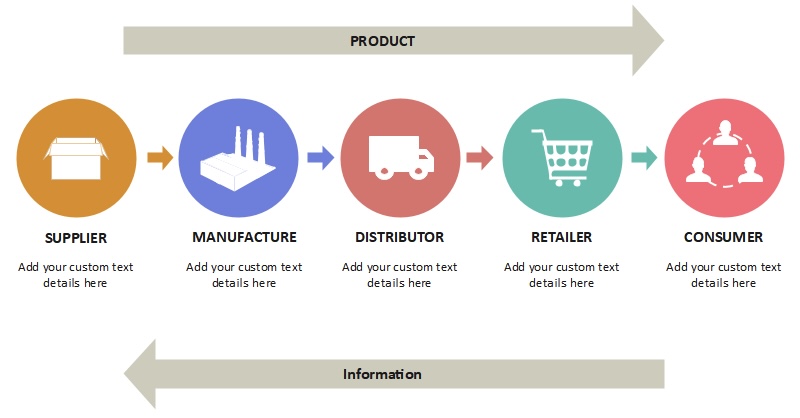 PRODUCT
SUPPLIER
MANUFACTURE
DISTRIBUTOR
RETAILER
CONSUMER
Add your custom text
details here
Add your custom text
details here
Add your custom text
details here
Add your custom text
details here
Add your custom text
details here
Information